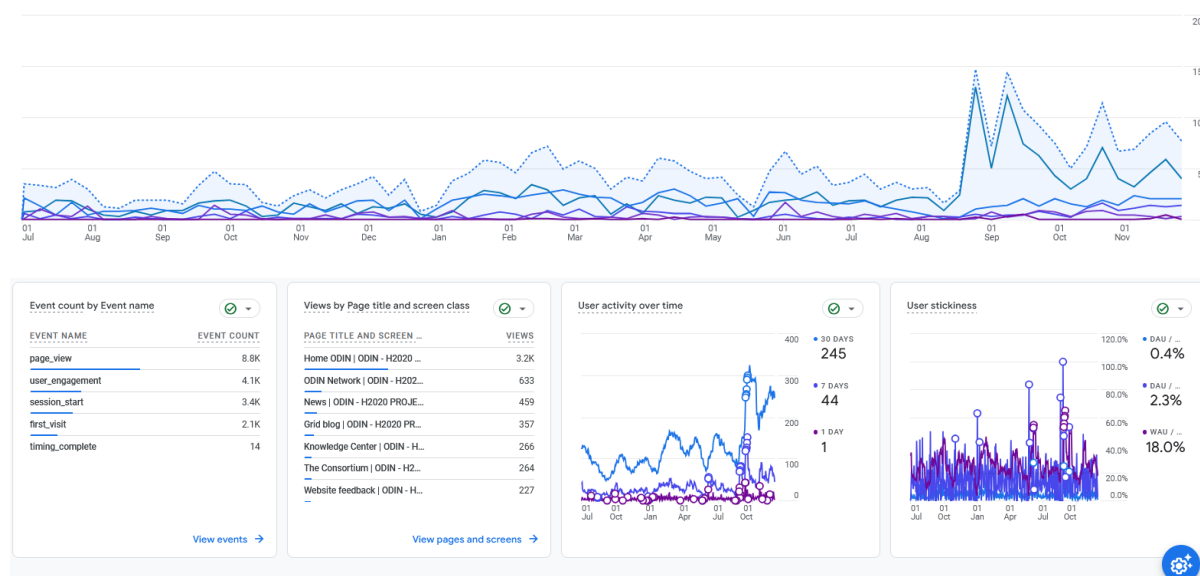 20
15
10
5
01 01 01 01 01 01 01 01 01 01 01 01 01 01 01 01 01
Jul Aug Sep Oct Nov Dec Jan Feb Mar Apr May Jun Jul Aug Sep Oct Nov
Event count by Event name
EVENT NAME EVENT COUNT
page_view 8.8K
user_engagement 4.1K
session_start 3.4K
first_visit 2.1K
timing_complete 14
View events
Views by Page title and screen class
PAGE TITLE AND SCREEN ... VIEWS
Home ODIN | ODIN - H2020 ... 3.2K
ODIN Network | ODIN - H202... 633
News | ODIN - H2020 PROJE... 459
Grid blog | ODIN - H2020 PR... 357
Knowledge Center | ODIN - H... 266
The Consortium | ODIN - H2... 264
Website feedback | ODIN - H... 227
View pages and screens
User activity over time
400
300
200
100
0
01 01 01 01 01 01
Jul Oct Jan Apr Jul Oct
30 DAYS
245
7 DAYS
44
1 DAY
1
User stickiness
120.0%
100.0%
80.0%
60.0%
40.0%
20.0%
0.0%
01 01 01 01 01 01
Jul Oct Jan Apr Jul Oct
DAU / ...
0.4%
DAU / ...
2.3%
WAU / ...
18.0%